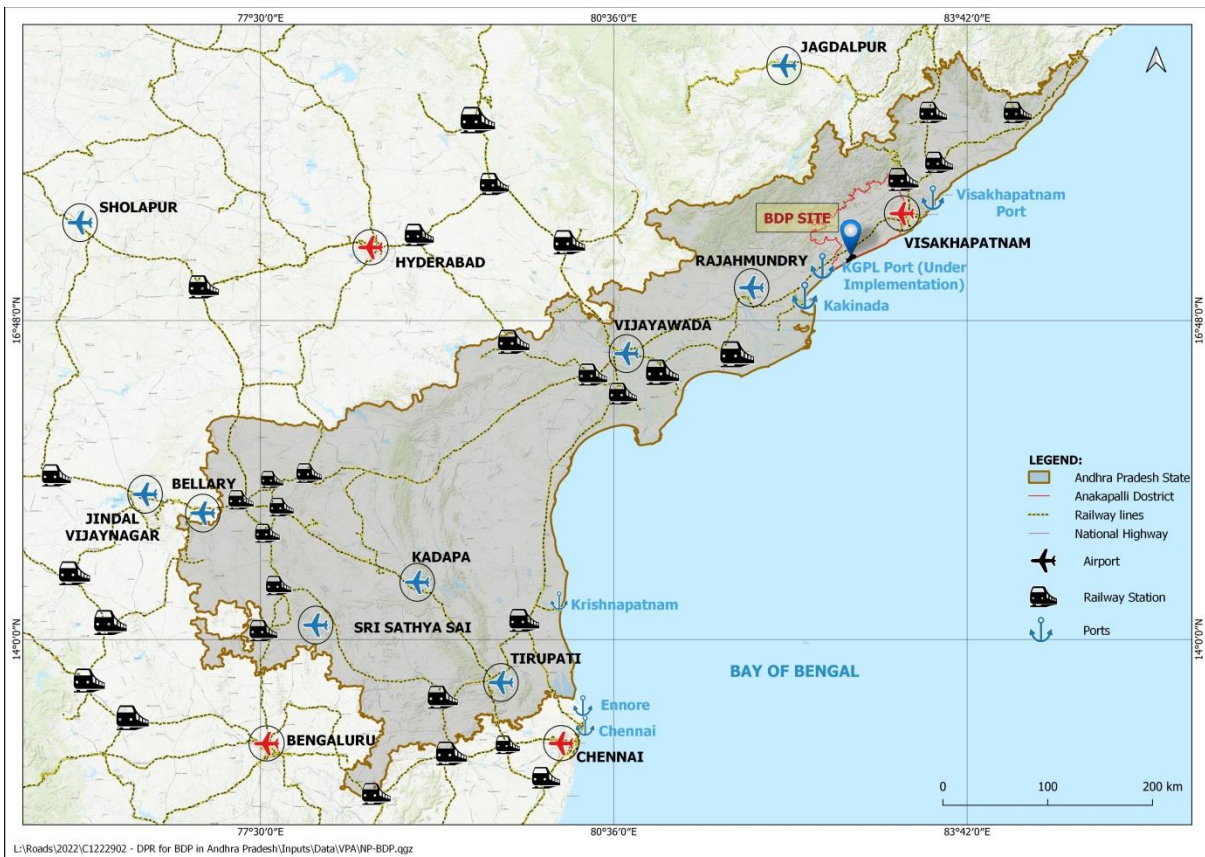 77°30'0"E
80°36'0"E
83°42'0"E
JAGDALPUR
SHOLAPUR
HYDERABAD
BDP SITE
Visakhapatnam
Port
VISAKHAPATNAM
RAJAHMUNDRY
KGPL Port (Under
Implementation)
Kakinada
16°48'0"N
16°48'0"N
VIJAYAWADA
BELLARY
JINDAL
VIJAYNAGAR
KADAPA
SRI SATHYA SAI
Krishnapatnam
TIRUPATI
14°0'0"N
14°0'0"N
BAY OF BENGAL
Ennore
Chennai
BENGALURU
CHENNAI
LEGEND:
Andhra Pradesh State
Anakapalli Dostrict
Railway lines
National Highway
Airport
Railway Station
Ports
0 100 200 km
77°30'0"E
80°36'0"E
83°42'0"E
L:\Roads\2022\C1222902 - DPR for BDP in Andhra Pradesh\Inputs\Data\VPA\NP-BDP.qgz